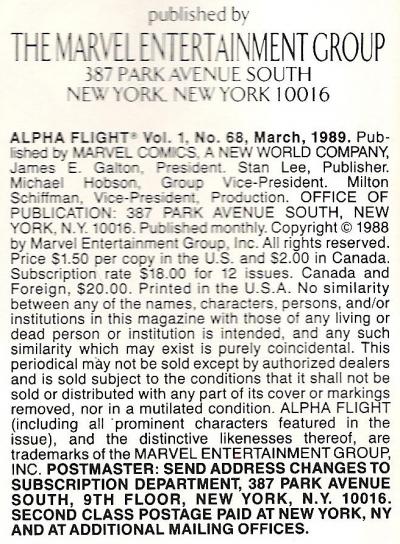 published by
THE MARVEL ENTERTAINMENT GROUP
387 PARK AVENUE SOUTH
NEW YORK, NEW YORK 10016
ALPHA FLIGHT® Vol. 1, No. 68, March, 1989. Pub-
lished by MARVEL COMICS, A NEW WORLD COMPANY,
James E. Galton, President. Stan Lee, Publisher.
Michael Hobson, Group Vice-President. Milton
Schiffman, Vice-President, Production. OFFICE OF
PUBLICATION: 387 PARK AVENUE SOUTH, NEW
YORK, N.Y. 10016. Published monthly. Copyright © 1988
by Marvel Entertainment Group, Inc. All rights reserved.
Price $1.50 per copy in the U.S. and $2.00 in Canada.
Subscription rate $18.00 for 12 issues. Canada and
Foreign, $20.00. Printed in the U.S.A. No similarity
between any of the names, characters, persons, and/or
institutions in this magazine with those of any living or
dead person or institution is intended, and any such
similarity which may exist is purely coincidental. This
periodical may not be sold except by authorized dealers
and is sold subject to the conditions that it shall not be
sold or distributed with any part of its cover or markings
removed, nor in a mutilated condition. ALPHA FLIGHT
(including all prominent characters featured in the
issue), and the distinctive likenesses thereof, are
trademarks of the MARVEL ENTERTAINMENT GROUP,
INC. POSTMASTER: SEND ADDRESS CHANGES TO
SUBSCRIPTION DEPARTMENT, 387 PARK AVENUE
SOUTH, 9TH FLOOR, NEW YORK, N.Y. 10016.
SECOND CLASS POSTAGE PAID AT NEW YORK, NY
AND AT ADDITIONAL MAILING OFFICES.